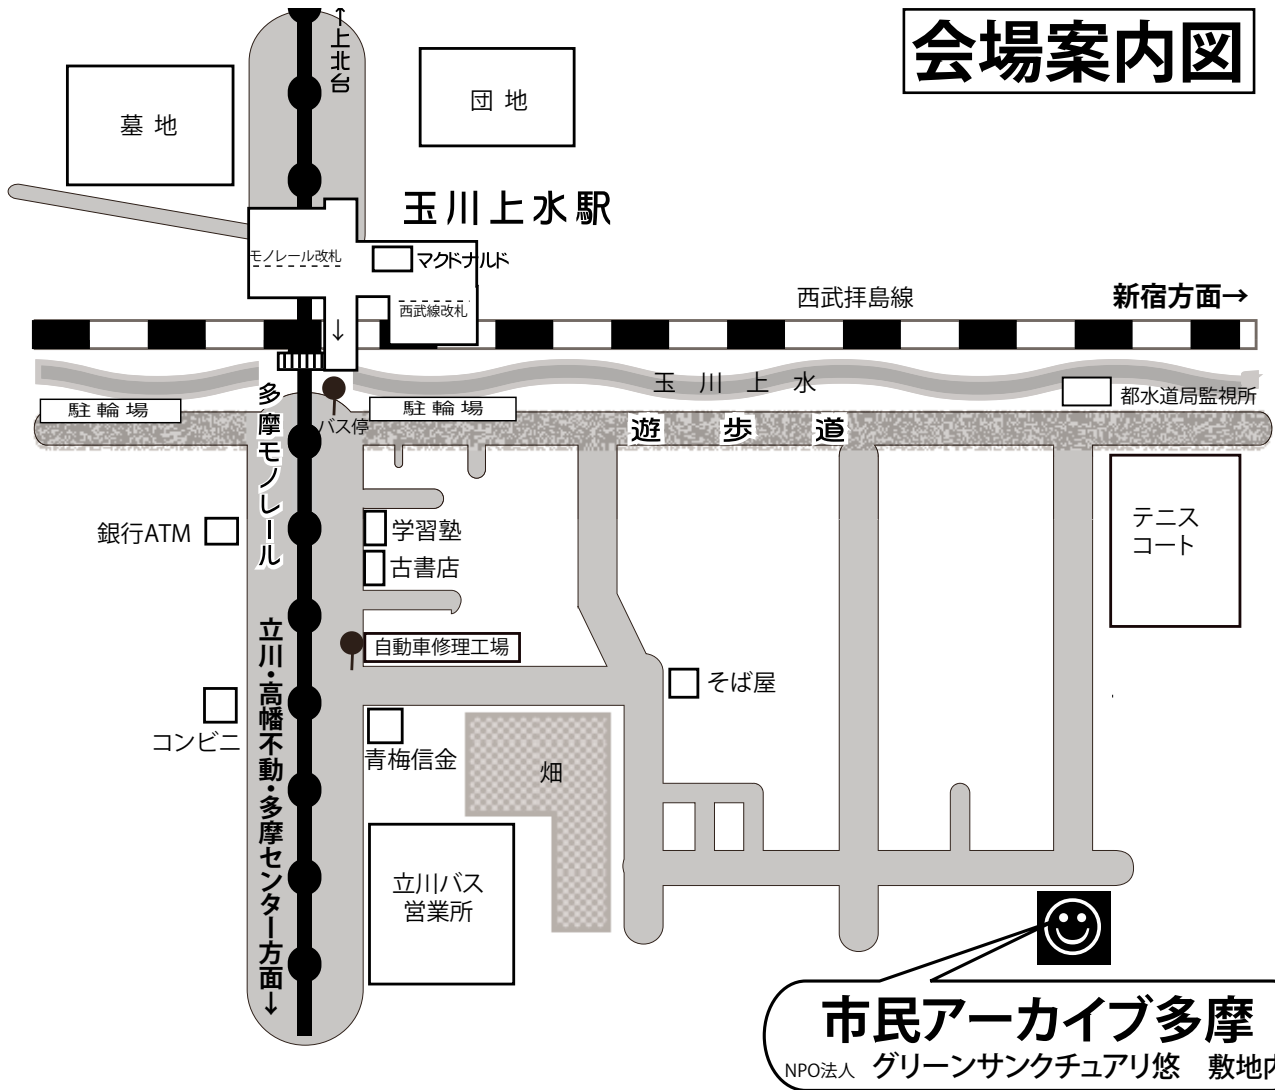 会場案内図
←上北台
墓 地
団 地
玉川上水駅
モノレール改札
マクドナルド
西武線改札
↓
西武拝島線
新宿方面→
玉 川 上 水
都水道局監視所
駐 輪 場
駐 輪 場
バス停
遊 歩 道
多摩モノレール
銀行ATM
学習塾
古書店
テニス
コート
自動車修理工場
立川・高幡不動・多摩センター方面→
そば屋
コンビニ
青梅信金
畑
立川バス
営業所
市民アーカイブ多摩
NPO法人 グリーンサンクチュアリ悠 敷地内